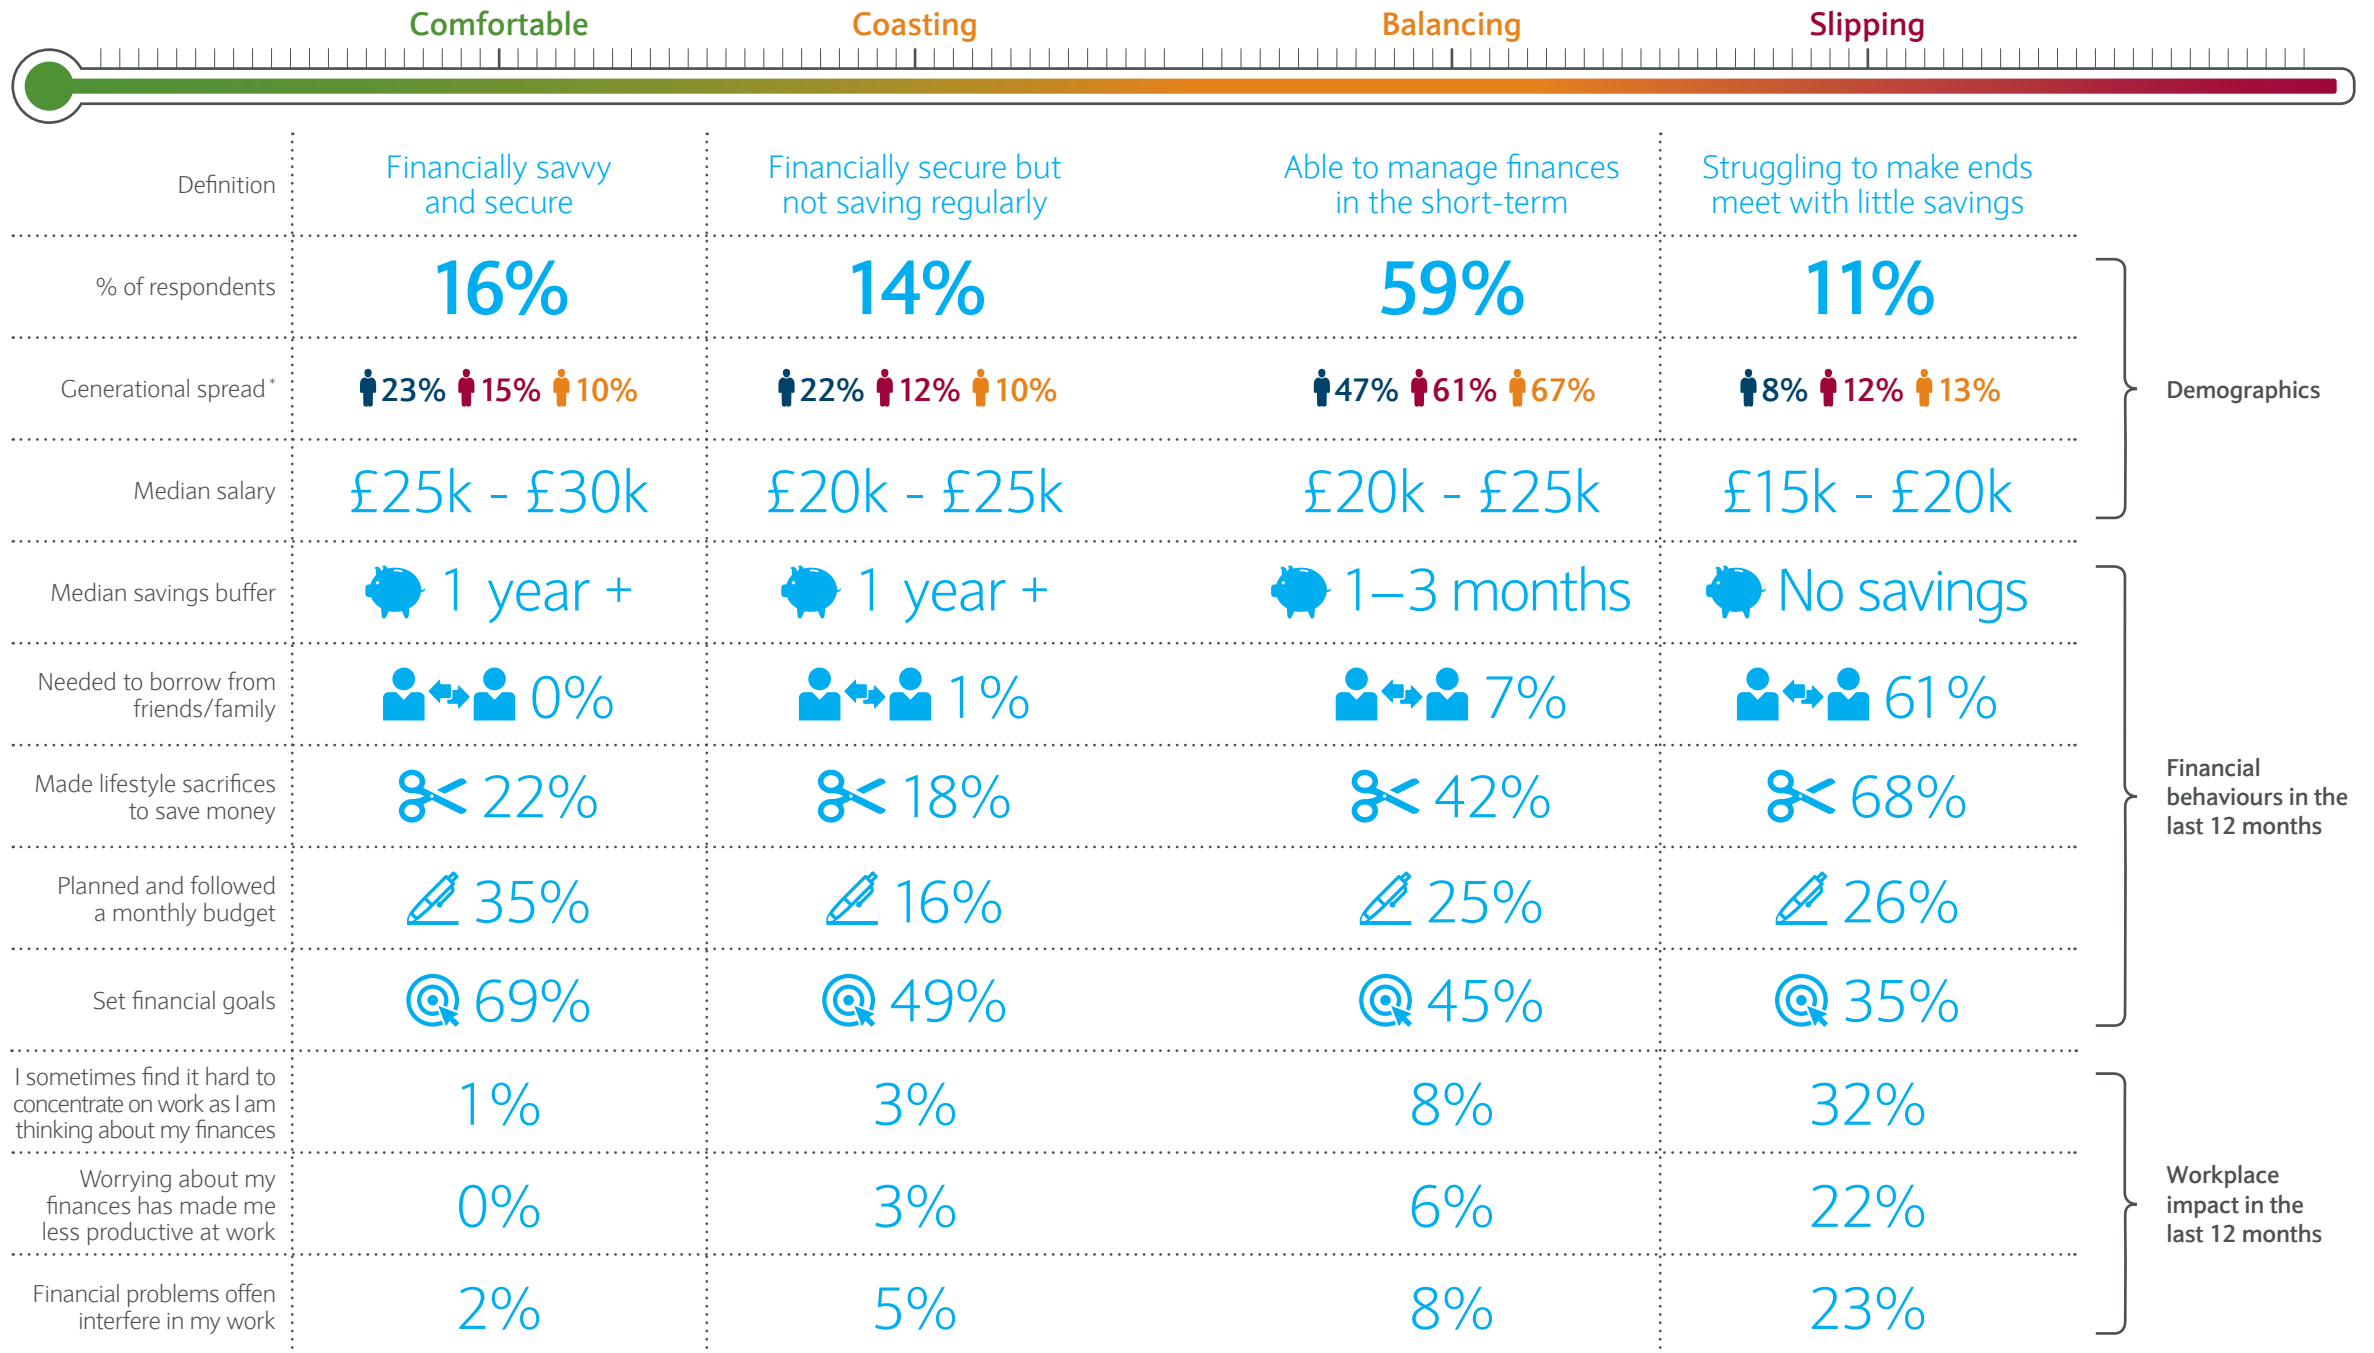 Comfortable Coasting Balancing Slipping
Definition
Financially savvy
and secure
Financially secure but
not saving regularly
Able to manage finances
in the short-term
Struggling to make ends
meet with little savings
% of respondents 16% 14% 59% 11%
Generational spread* 23% 15% 10% 22% 12% 10% 47% 61% 67% 8% 12% 13%
Demographics
Median salary £25k - £30k £20k - £25k £20k - £25k £15k - £20k
Median savings buffer 1 year + 1 year + 1–3 months No savings
Needed to borrow from
friends/family
0% 1% 7% 61%
Made lifestyle sacrifices
to save money
22% 18% 42% 68%
Financial
behaviours in the
last 12 months
Planned and followed
a monthly budget
35% 16% 25% 26%
Set financial goals 69% 49% 45% 35%
I sometimes find it hard to
concentrate on work as I am
thinking about my finances
1% 3% 8% 32%
Worrying about my
finances has made me
less productive at work
0% 3% 6% 22%
Workplace
impact in the
last 12 months
Financial problems offen
interfere in my work
2% 5% 8% 23%